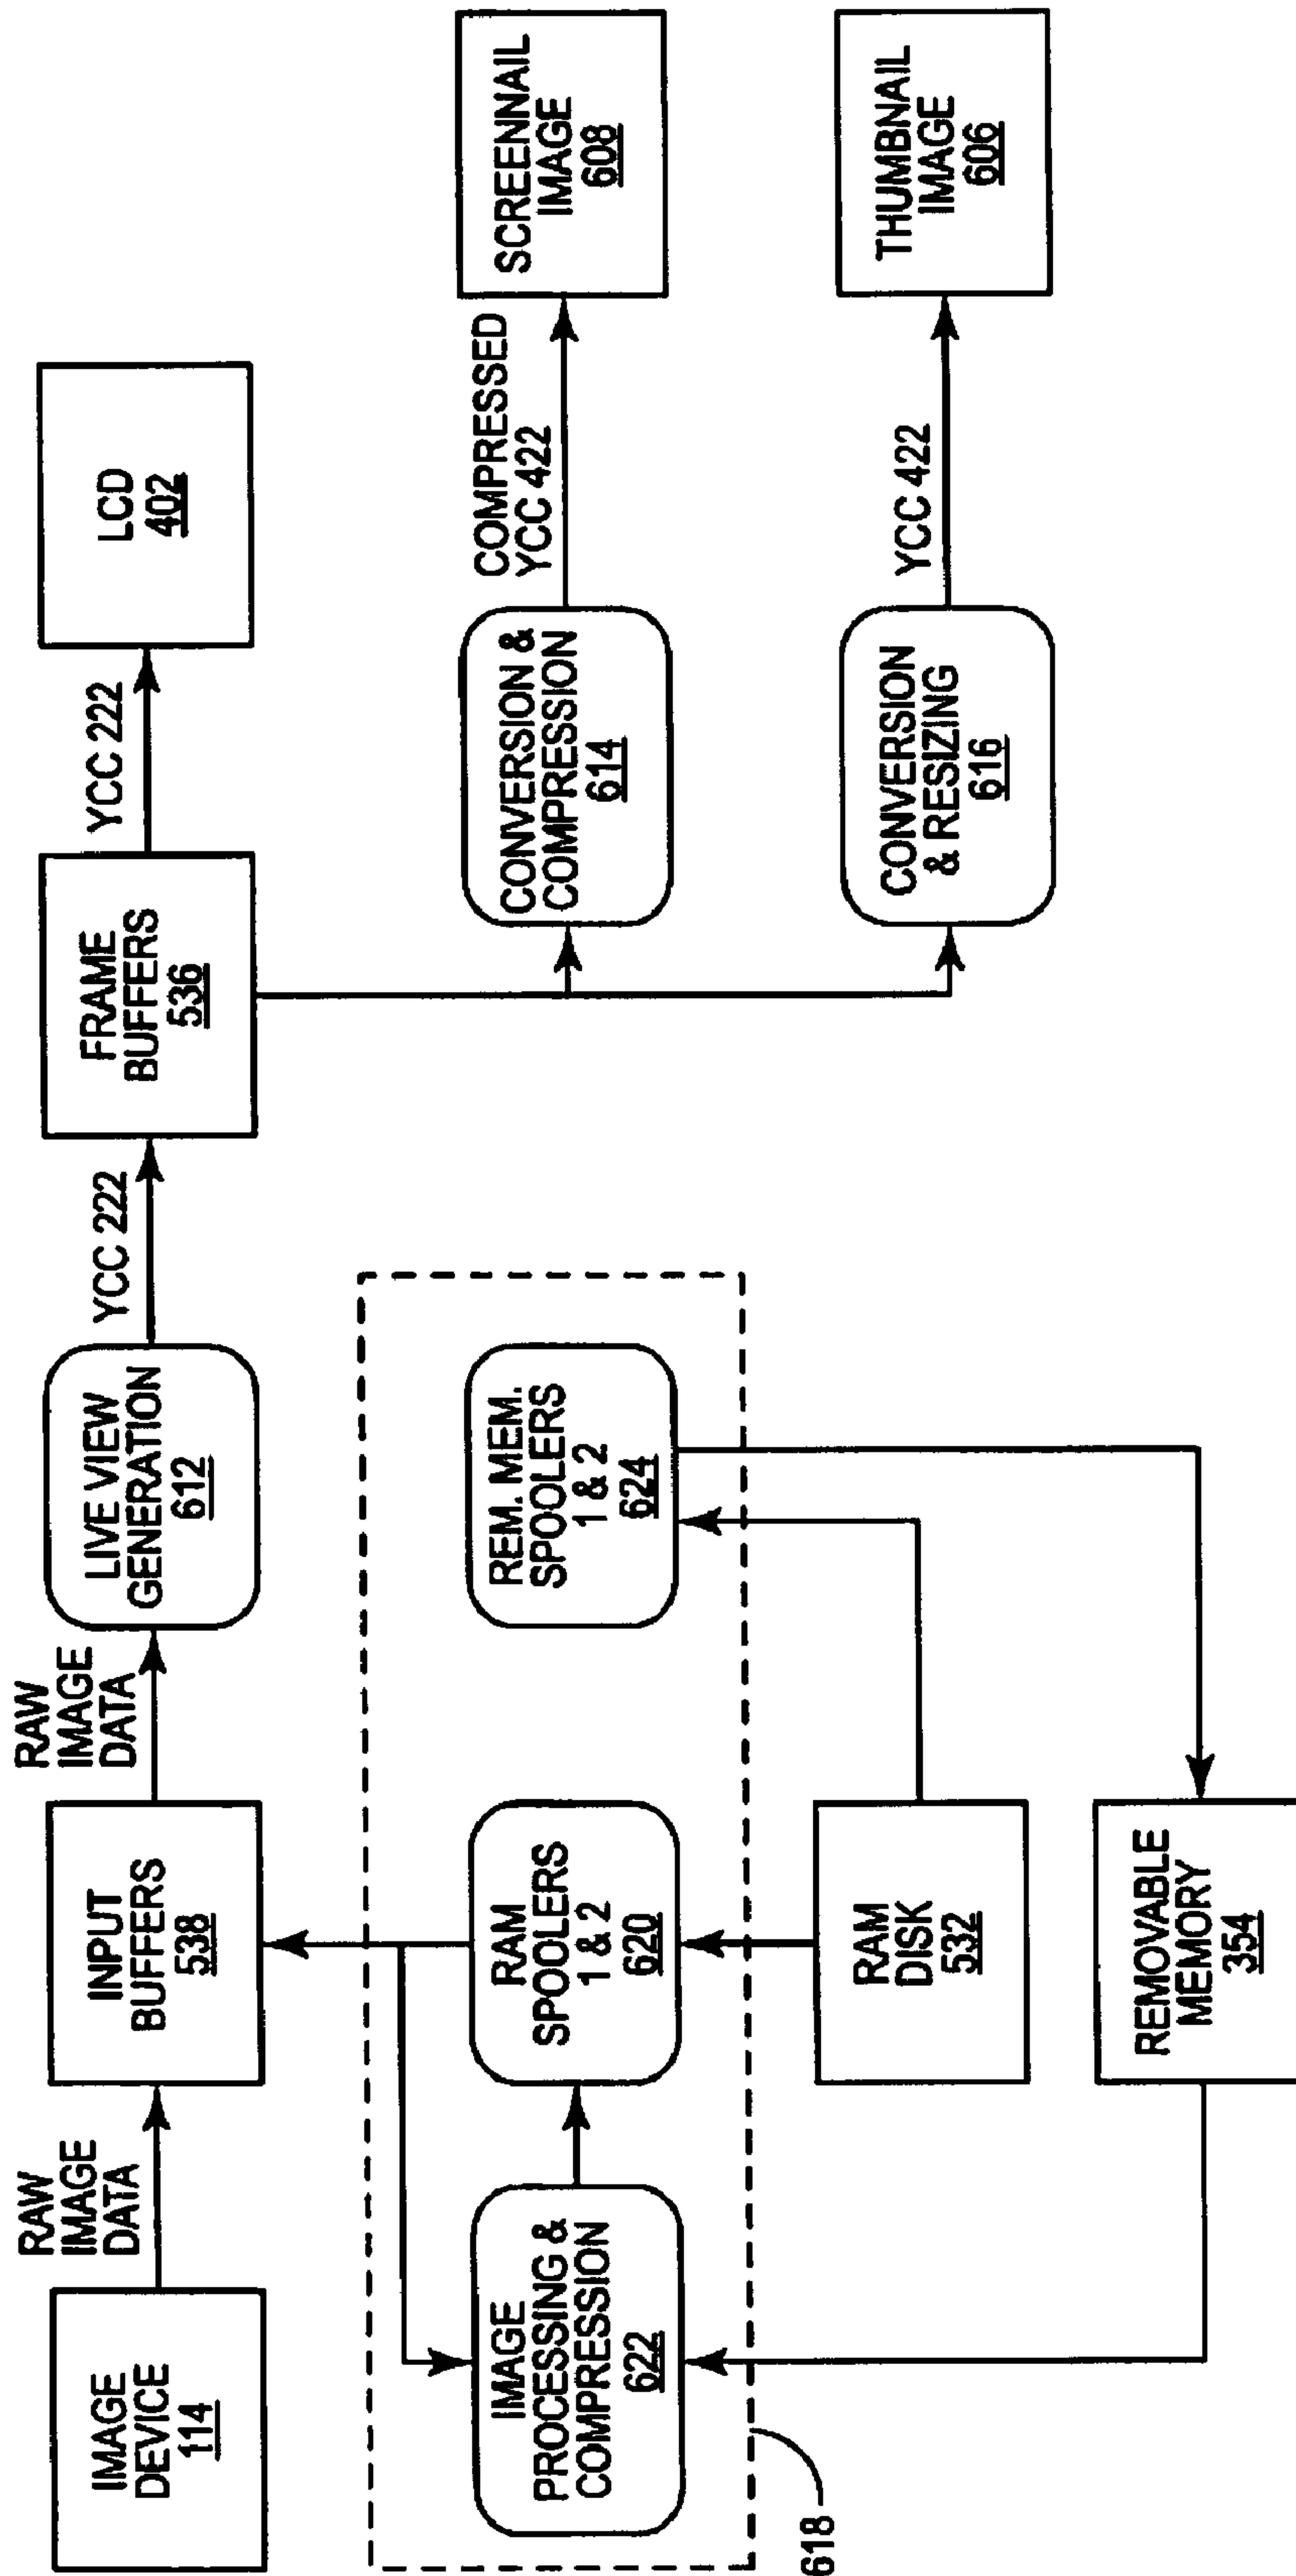 IMAGE
DEVICE
114
RAW
IMAGE
DATA
INPUT
BUFFERS
538
RAW
IMAGE
DATA
LIVE VIEW
GENERATION
612
YCC 222
FRAME
BUFFERS
536
YCC 222
LCD
402
IMAGE
PROCESSING &
COMPRESSION
622
RAM
SPOOLERS
1 & 2
620
REM. MEM.
SPOOLERS
1 & 2
624
618
RAM
DISK
532
REMOVABLE
MEMORY
354
CONVERSION &
COMPRESSION
614
COMPRESSED
YCC 422
SCREENNAIL
IMAGE
608
CONVERSION
& RESIZING
616
YCC 422
THUMBNAIL
IMAGE
606